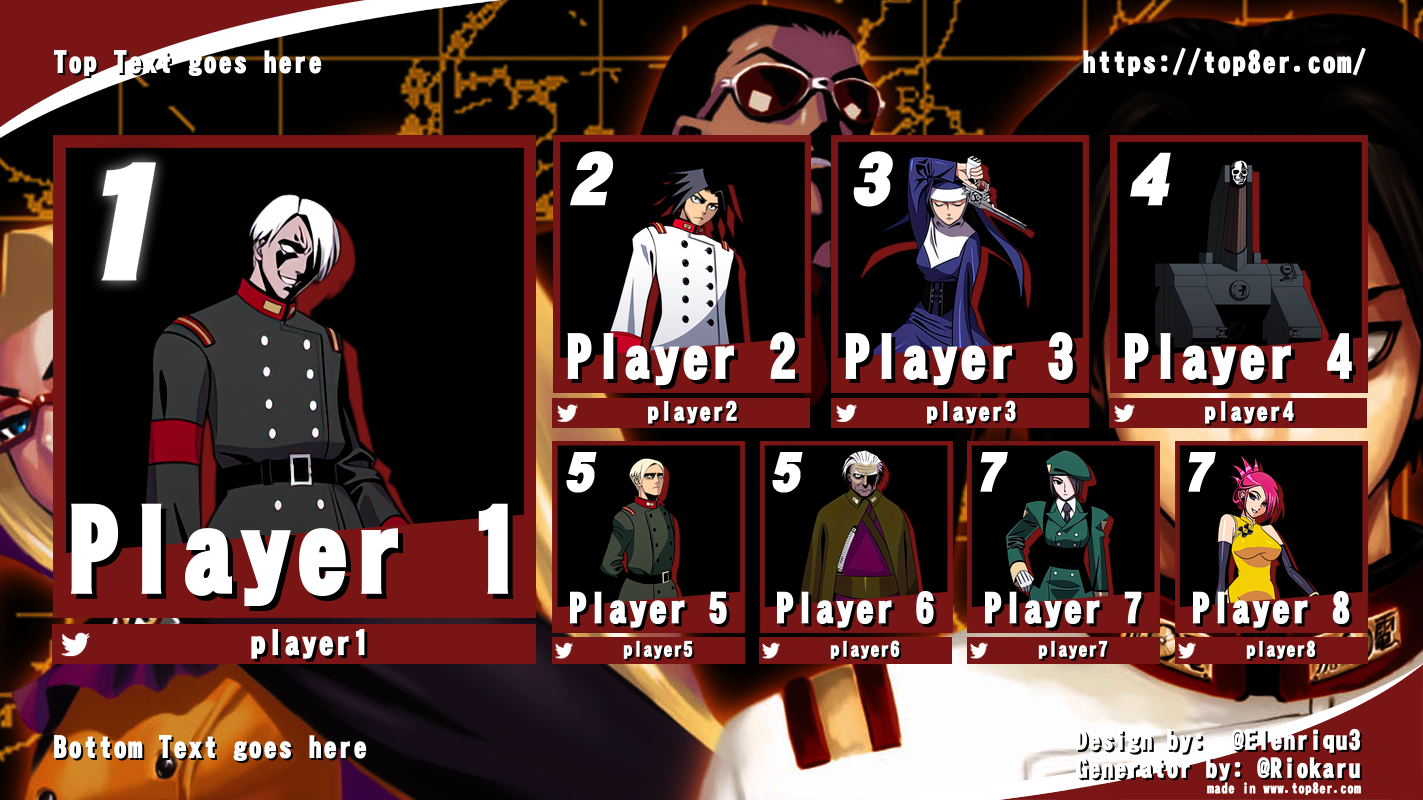 Top Text goes here
https://top8er.com/
1
Player 1
player1
2
Player 2
player2
3
Player 3
player3
4
Player 4
player4
5
Player 5
player5
5
Player 6
player6
7
Player 7
player7
7
Player 8
player8
電
Bottom Text goes here
Design by: @Elenriqu3
Generator by: @Riokaru
made in www.top8er.com